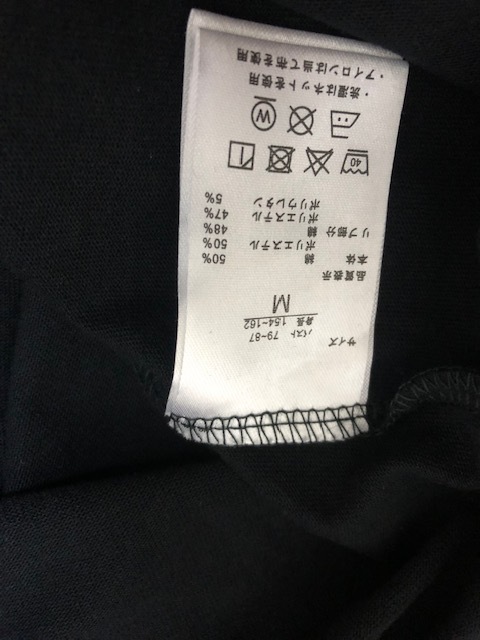 サイズ
バスト 79~87
身長 154~162
M
品質表示
本体 綿 50%
ポリエステル 50%
リブ部分 綿 48%
ポリエステル 47%
ポリウレタン 5%
40
W
・洗濯はネットを使用
・アイロンは当て布を使用